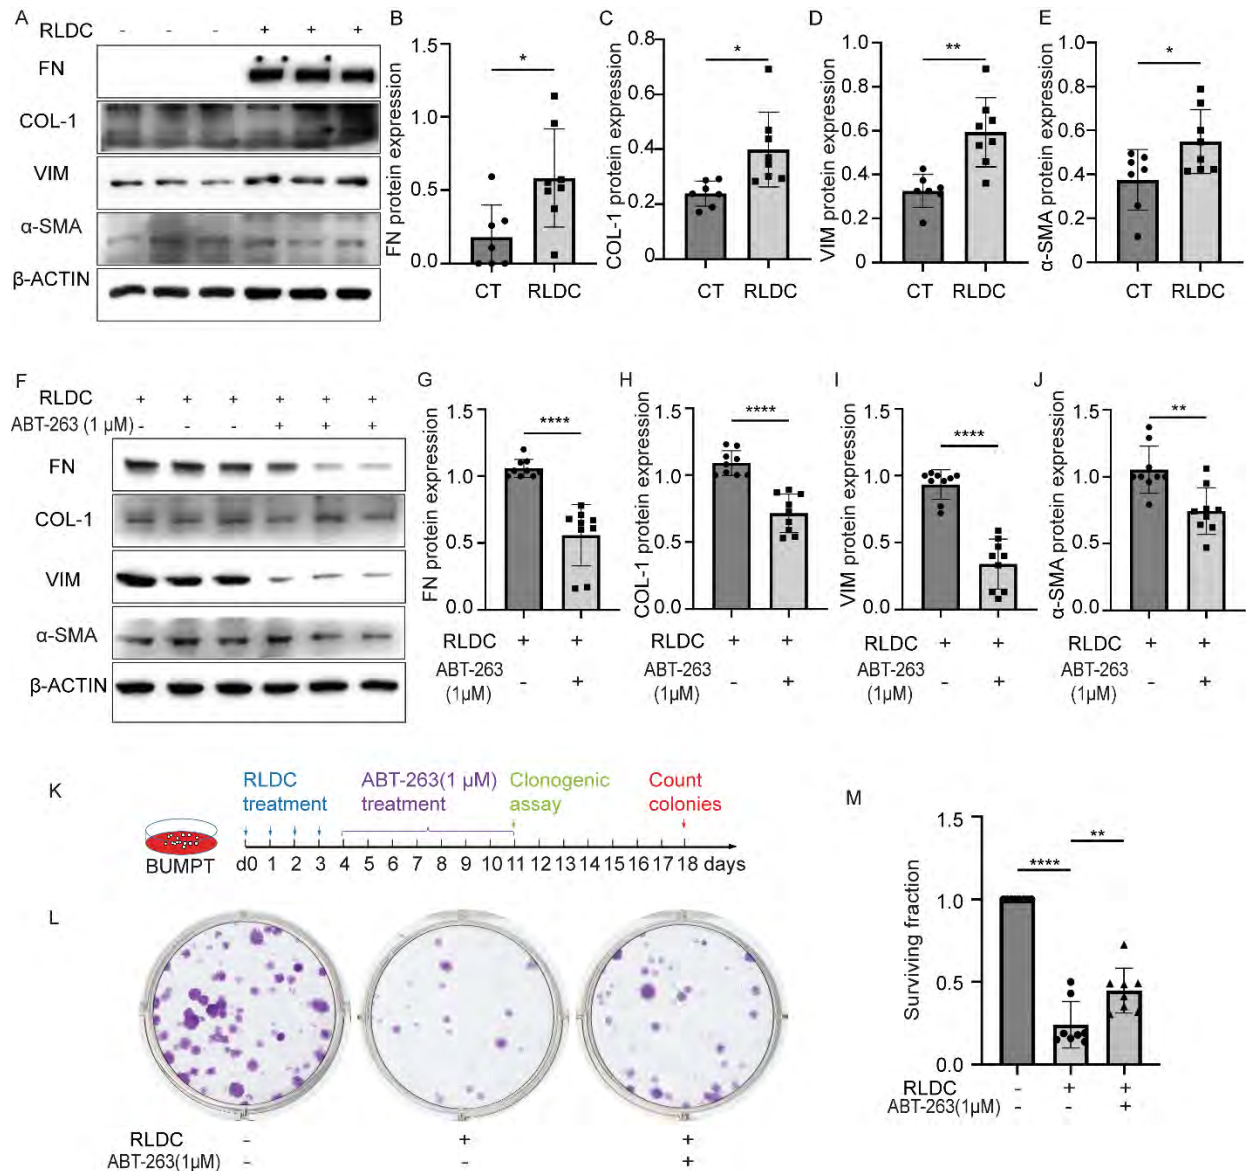 A
RLDC - - - + + +
FN
COL-1
VIM
α-SMA
β-ACTIN
B
FN protein expression
1.5
1.0
0.5
0.0
*
CT RLDC
C
COL-1 protein expression
0.8
0.6
0.4
0.2
0
*
CT RLDC
D
VIM protein expression
1.0
0.8
0.6
0.4
0.2
0
**
CT RLDC
E
α-SMA protein expression
1.0
0.8
0.6
0.4
0.2
0.0
*
CT RLDC
F
RLDC + + + + + +
ABT-263 (1 μM) - - - + + +
FN
COL-1
VIM
α-SMA
β-ACTIN
G
FN protein expression
1.5
1.0
0.5
0.0
****
RLDC + +
ABT-263 - +
(1μM)
H
COL-1 protein expression
1.5
1.0
0.5
0.0
****
RLDC + +
ABT-263 - +
(1μM)
I
VIM protein expression
1.5
1.0
0.5
0.0
****
RLDC + +
ABT-263 - +
(1μM)
J
α-SMA protein expression
1.5
1.0
0.5
0.0
**
RLDC + +
ABT-263 - +
(1μM)
K
RLDC
treatment
ABT-263(1 μM)
treatment
Clonogenic
assay
Count
colonies
BUMPT
d0 1 2 3 4 5 6 7 8 9 10 11 12 13 14 15 16 17 18 days
L
RLDC - + +
ABT-263(1μM) - - +
M
Surviving fraction
1.5
1.0
0.5
0.0
****
**
RLDC - + +
ABT-263(1μM) - - +